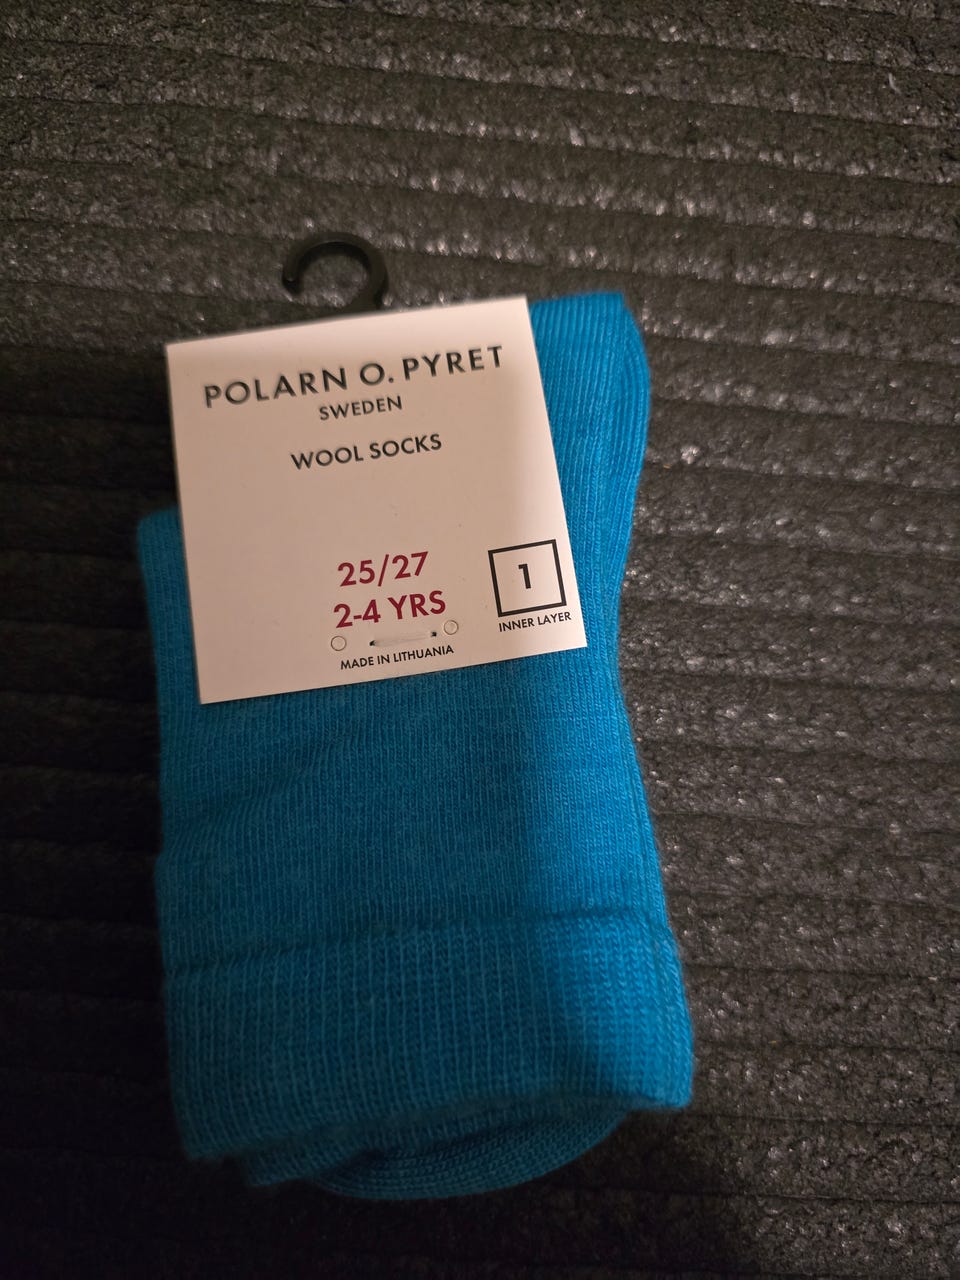 POLARN O. PYRET
SWEDEN
WOOL SOCKS
25/27
2-4 YRS
1
INNER LAYER
MADE IN LITHUANIA